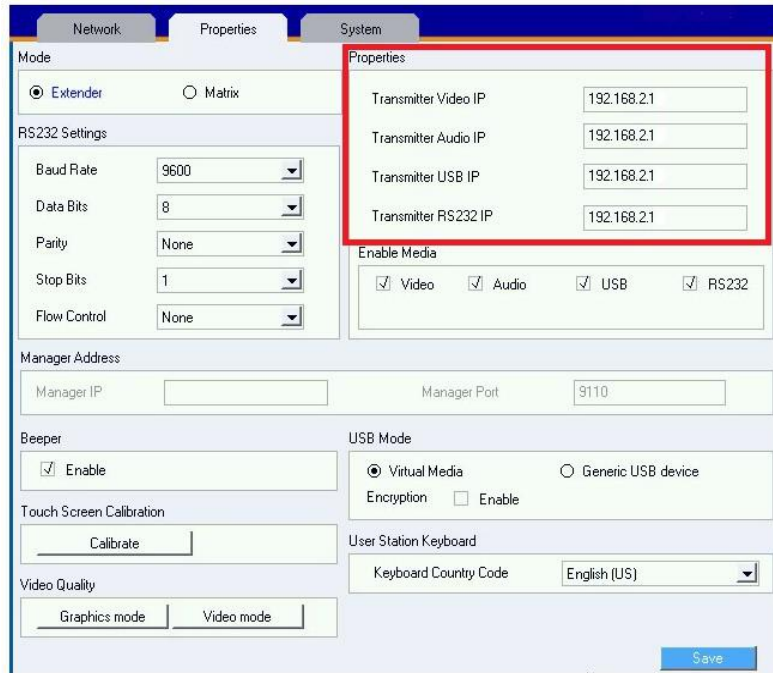 Network Properties System
Mode
Extender Matrix
RS232 Settings
Baud Rate 9600
Data Bits 8
Parity None
Stop Bits 1
Flow Control None
Properties
Transmitter Video IP 192.168.2.1
Transmitter Audio IP 192.168.2.1
Transmitter USB IP 192.168.2.1
Transmitter RS232 IP 192.168.2.1
Enable Media
Video Audio USB RS232
Manager Address
Manager IP Manager Port 9110
Beeper
Enable
Touch Screen Calibration
Calibrate
Video Quality
Graphics mode Video mode
USB Mode
Virtual Media Generic USB device
Encryption Enable
User Station Keyboard
Keyboard Country Code English (US)
Save